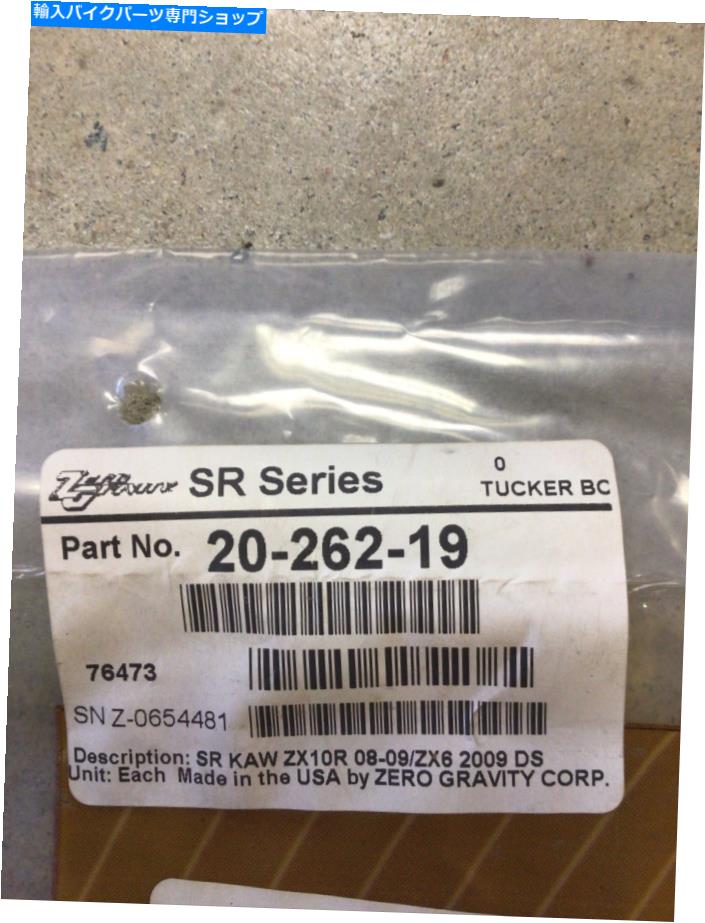 輸入バイクパーツ専門ショップ
SR Series
0
TUCKER BC
Part No. 20-262-19
76473
SN Z-0654481
Description: SR KAW ZX10R 08-09/ZX6 2009 DS
Unit: Each Made in the USA by ZERO GRAVITY CORP.